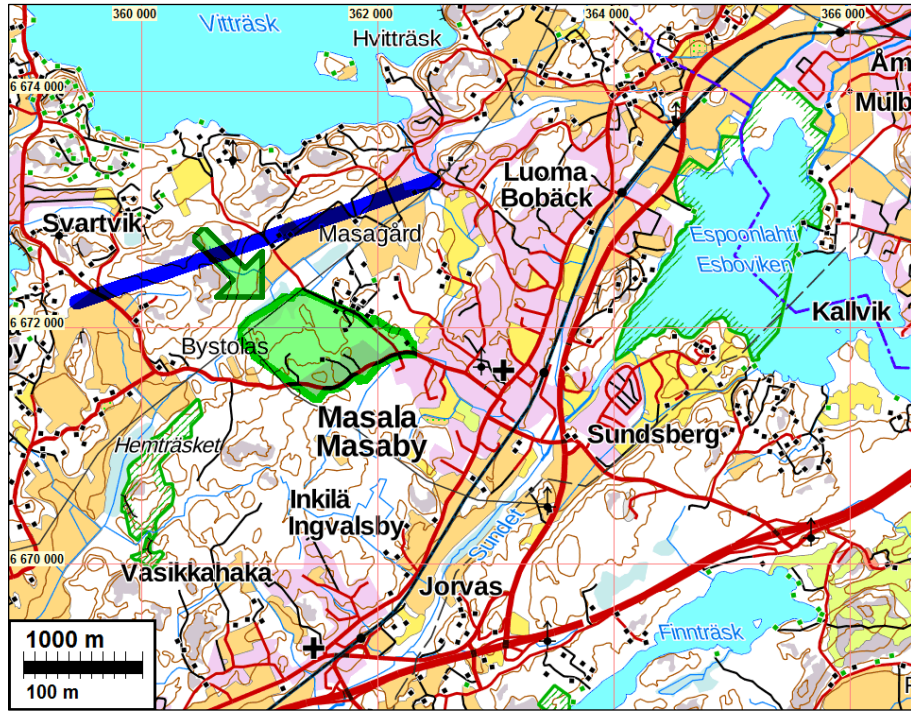 360 000
362 000
364 000
366 000
Vitträsk
Hvitträsk
Åm
6 674 000
Mulb
Luoma
Bobäck
Svartvik
Masagård
Espoonlahti
Esboviken
Kallvik
6 672 000
y
Bystolas
Masala
Masaby
Sundsberg
Hemträsket
Inkilä
Ingvalsby
Sundet
6 670 000
Vasikkahaka
Jorvas
Finnträsk
1000 m
100 m